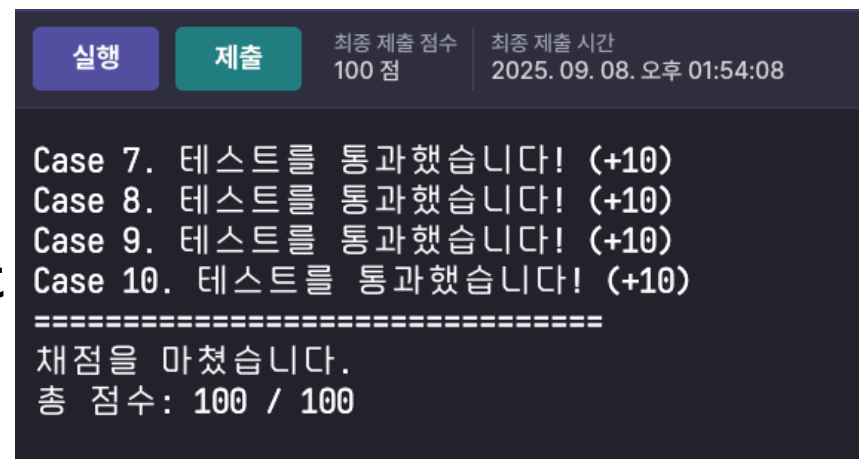 실행
제출
최종 제출 점수
100 점
최종 제출 시간
2025. 09. 08. 오후 01:54:08
Case 7. 테스트를 통과했습니다! (+10)
Case 8. 테스트를 통과했습니다! (+10)
Case 9. 테스트를 통과했습니다! (+10)
Case 10. 테스트를 통과했습니다! (+10)
================================
채점을 마쳤습니다.
총 점수: 100 / 100